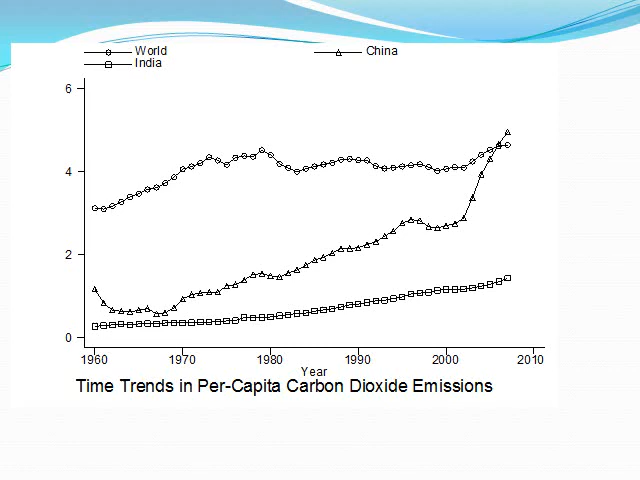 World China
India
6
4
2
0
1960 1970 1980 1990 2000 2010
Year
Time Trends in Per-Capita Carbon Dioxide Emissions